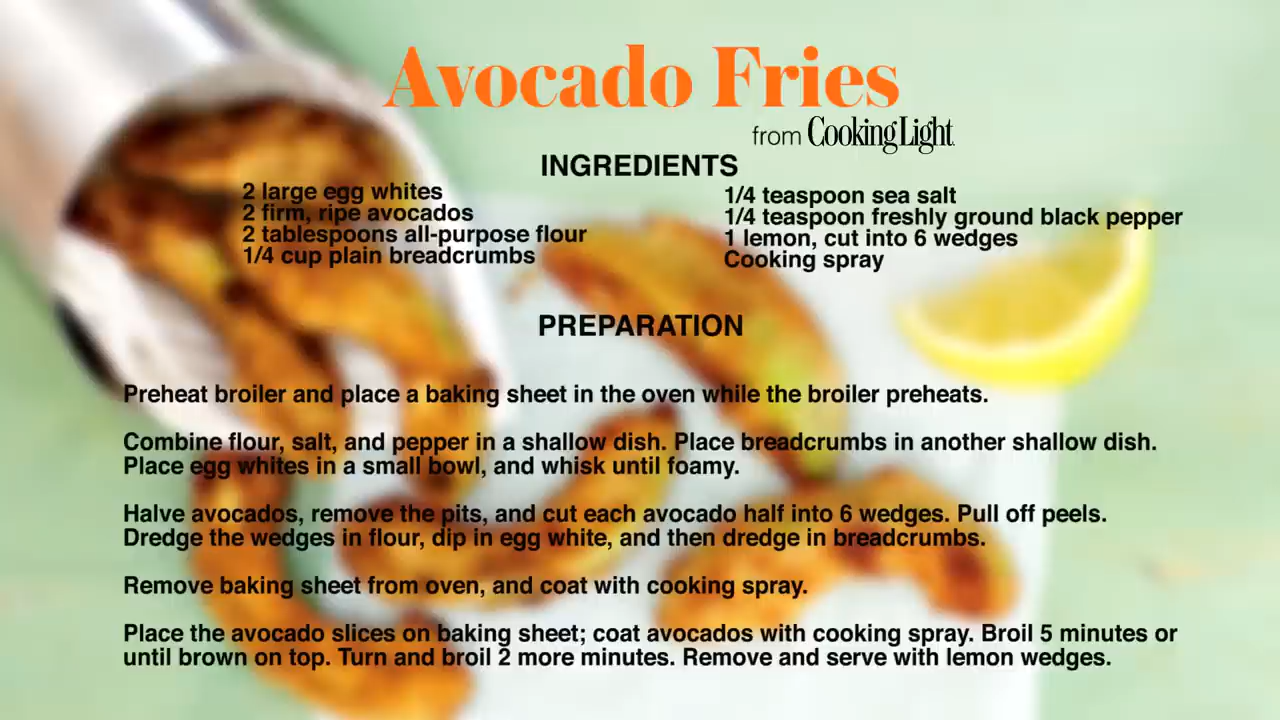 Avocado Fries
from CookingLight
INGREDIENTS
2 large egg whites
2 firm, ripe avocados
2 tablespoons all-purpose flour
1/4 cup plain breadcrumbs
1/4 teaspoon sea salt
1/4 teaspoon freshly ground black pepper
1 lemon, cut into 6 wedges
Cooking spray
PREPARATION
Preheat broiler and place a baking sheet in the oven while the broiler preheats.
Combine flour, salt, and pepper in a shallow dish. Place breadcrumbs in another shallow dish.
Place egg whites in a small bowl, and whisk until foamy.
Halve avocados, remove the pits, and cut each avocado half into 6 wedges. Pull off peels.
Dredge the wedges in flour, dip in egg white, and then dredge in breadcrumbs.
Remove baking sheet from oven, and coat with cooking spray.
Place the avocado slices on baking sheet; coat avocados with cooking spray. Broil 5 minutes or
until brown on top. Turn and broil 2 more minutes. Remove and serve with lemon wedges.